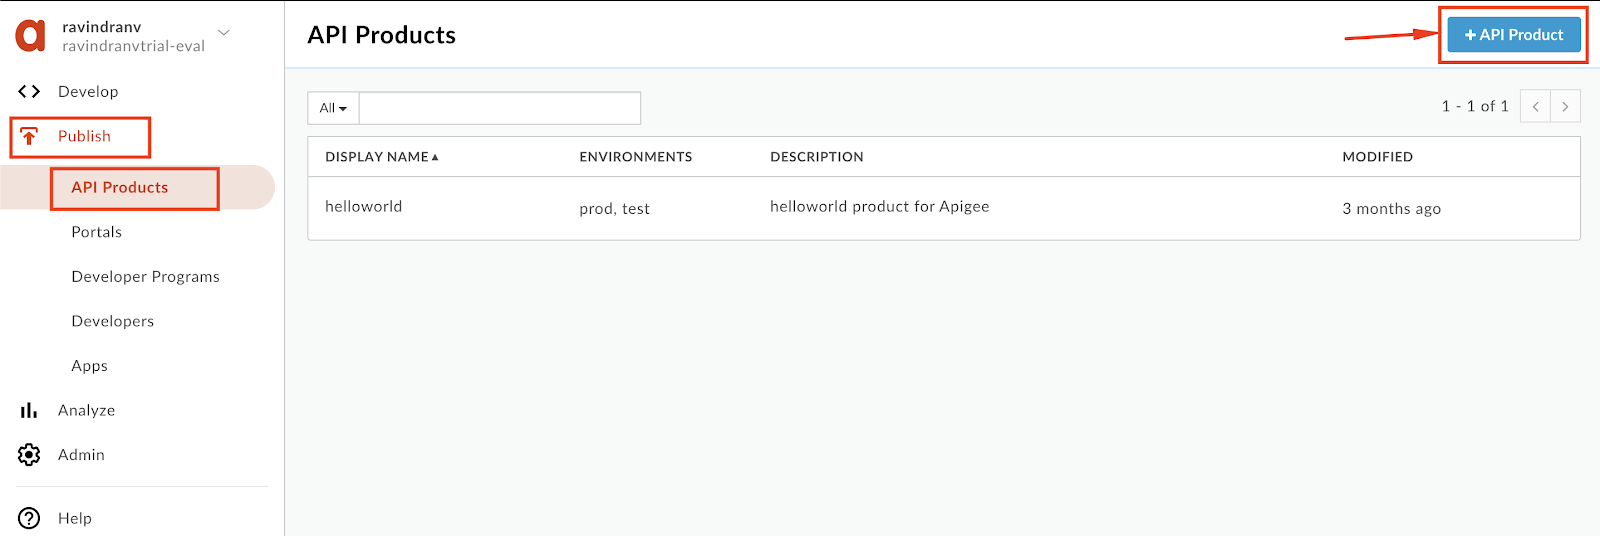 ravindranv
ravindranvtrial-eval
Develop
Publish
API Products
Portals
Developer Programs
Developers
Apps
Analyze
Admin
Help
API Products
+ API Product
All
1 - 1 of 1
DISPLAY NAME ENVIRONMENTS DESCRIPTION MODIFIED
helloworld prod, test helloworld product for Apigee 3 months ago